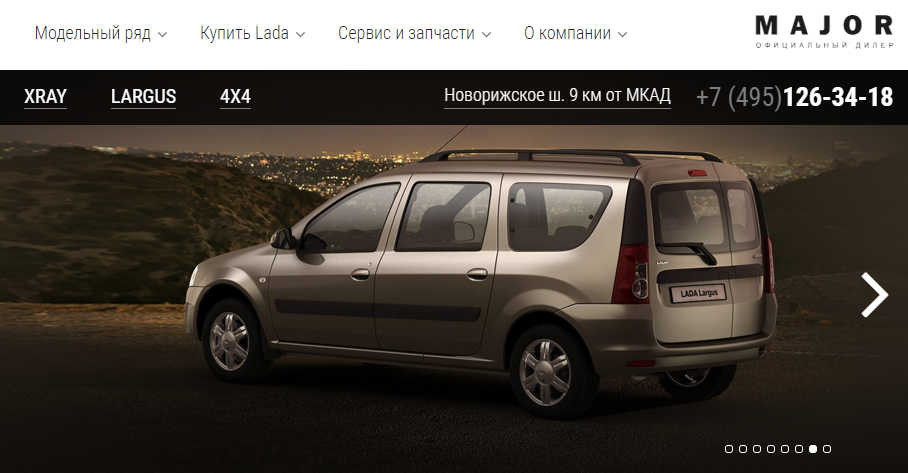 Модельный ряд Купить Lada Сервис и запчасти О компании
MAJOR
ОФИЦИАЛЬНЫЙ ДИЛЕР
XRAY LARGUS 4X4 Новорижское ш. 9 км от МКАД +7 (495)126-34-18
LADA Largus